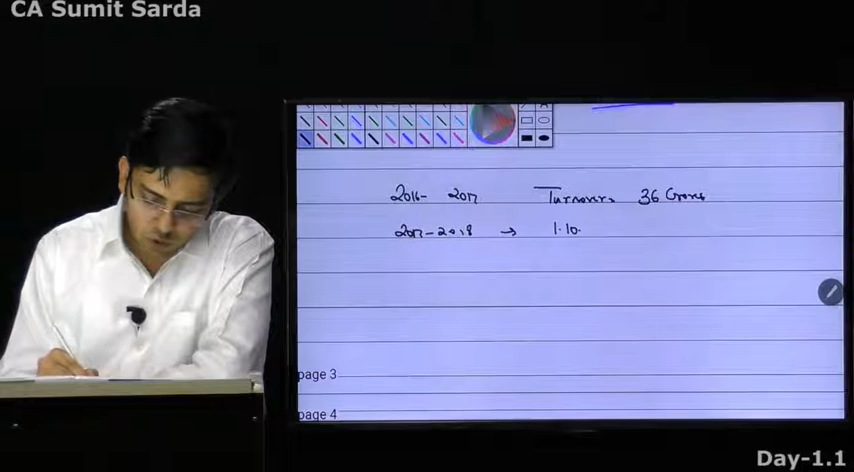 CA Sumit Sarda
2016- 2017 Turnover 36 Crores
2017-2018 → 1.10.
page 3
page 4
Day-1.1